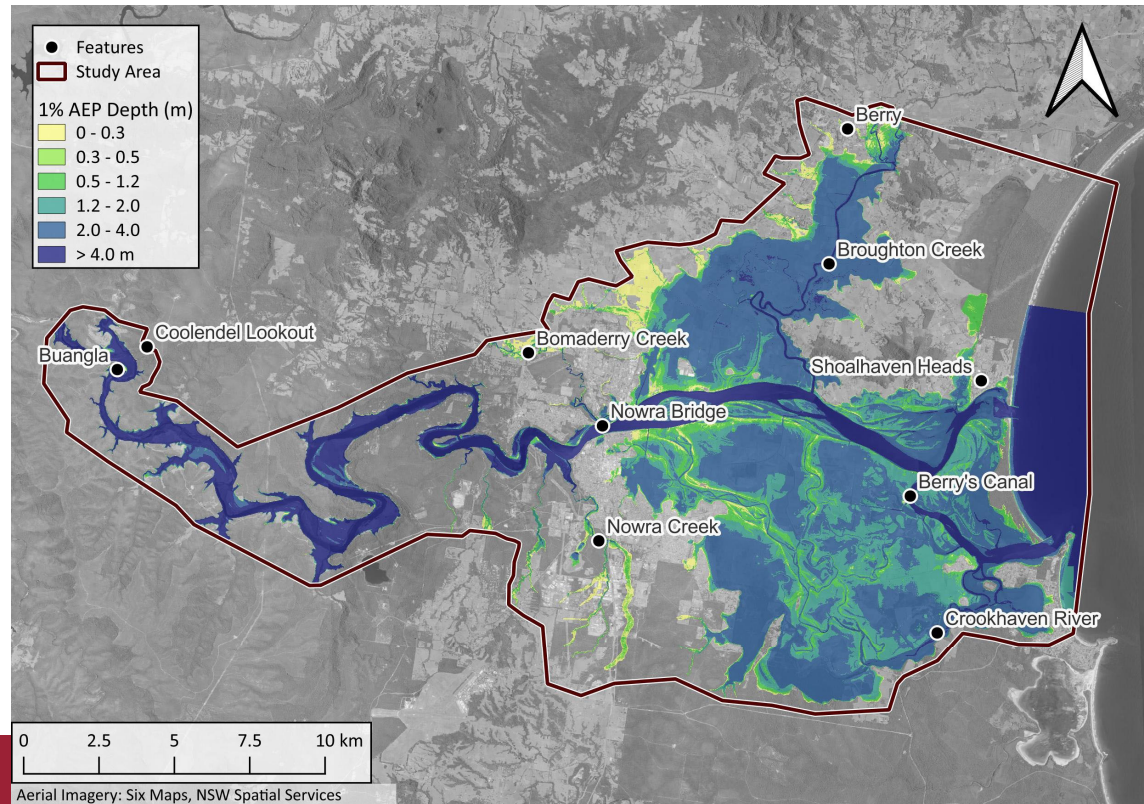 Features
Study Area
1% AEP Depth (m)
0 - 0.3
0.3 - 0.5
0.5 - 1.2
1.2 - 2.0
2.0 - 4.0
> 4.0 m
Berry
Broughton Creek
Coolendel Lookout
Buangla
Bomaderry Creek
Shoalhaven Heads
Nowra Bridge
Berry's Canal
Nowra Creek
Crookhaven River
0 2.5 5 7.5 10 km
Aerial Imagery: Six Maps, NSW Spatial Services